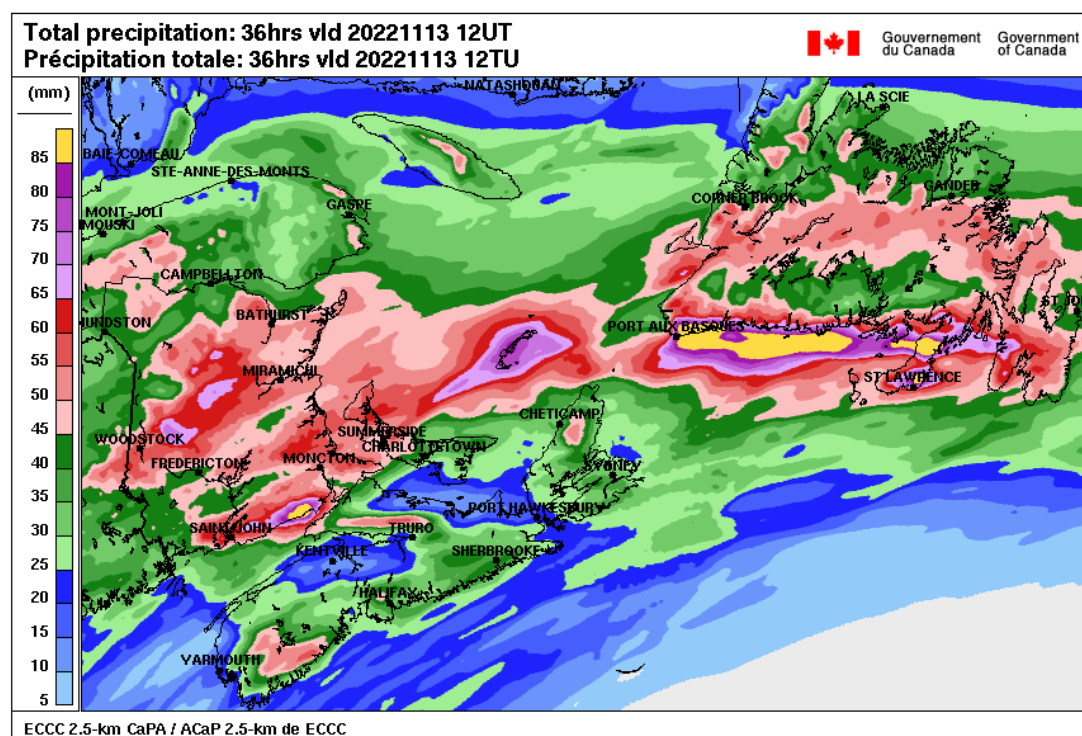 Total precipitation: 36hrs vld 20221113 12UT
Précipitation totale: 36hrs vld 20221113 12TU
Gouvernement du Canada
Government of Canada
(mm)
85
80
75
70
65
60
55
50
45
40
35
30
25
20
15
10
5
NATASHQUAN
LA SCIE
BAIE-COMEAU
STE-ANNE-DES-MONTS
GANDER
CORNER BROOK
GASPE
MONT-JOLI
IMOUSKI
CAMPBELLTON
ST JO
BATHURST
MUNDSTON
PORT AUX BASQUES
MIRAMICHI
ST LAWRENCE
CHETICAMP
SUMMERSIDE
WOODSTOCK
CHARLOTTETOWN
MONCTON
FREDERICTON
SYDNEY
PORT HAWKESBURY
SAINT JOHN
TRURO
KENTVILLE
SHERBROOKE
HALIFAX
YARMOUTH
ECCC 2.5-km CaPA / ACaP 2.5-km de ECCC